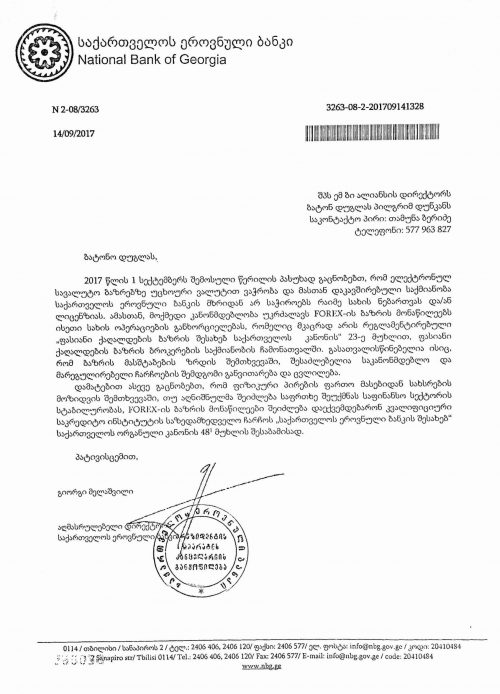 საქართველოს ეროვნული ბანკი
National Bank of Georgia
N 2-08/3263
3263-08-2-201709141328
14/09/2017
შპს ემ ბი ალიანსის დირექტორს
ბატონ დუგლას პილგრიმ დუნკანს
საკონტაქტო პირი: თამუნა ბერიძე
ტელეფონი: 577 963 827
ბატონო დუგლას,
2017 წლის 1 სექტემბერს შემოსული წერილის პასუხად გაცნობებთ, რომ ელექტრონულ
სავალუტო ბაზრებზე უცხოური ვალუტით ვაჭრობა და მასთან დაკავშირებული საქმიანობა
საქართველოს ეროვნული ბანკის მხრიდან არ საჭიროებს რაიმე სახის ნებართვას და/ან
ლიცენზიას. ამასთან, მოქმედი კანონმდებლობა უკრძალავს FOREX-ის ბაზრის მონაწილეებს
ისეთი სახის ოპერაციების განხორციელებას, რომელიც მკაცრად არის რეგლამენტირებული
„ფასიანი ქაღალდების ბაზრის შესახებ საქართველოს კანონის" 23-ე მუხლით, ფასიანი
ქაღალდების ბაზრის ბროკერების საქმიანობის ჩამონათვალში. გასათვალისწინებელია ისიც,
რომ ბაზრის მასშტაბების ზრდის შემთხვევაში, შესაძლებელია საკანონმდებლო და
მარეგულირებელი ჩარჩოების შემდგომი განვითარება და ცვლილება.
დამატებით ასევე გაცნობებთ, რომ ფიზიკური პირების ფართო მასებიდან სახსრების
მოზიდვის შემთხვევაში, თუ აღნიშნულმა შეიძლება საფრთხე შეუქმნას საფინანსო სექტორის
სტაბილურობას, FOREX-ის ბაზრის მონაწილეები შეიძლება დაექვემდებარონ კვალიფიციური
საკრედიტო ინსტიტუტის საზედამხედველო ჩარჩოს „საქართველოს ეროვნული ბანკის შესახებ"
საქართველოს ორგანული კანონის 48¹ მუხლის შესაბამისად.
პატივისცემით,
გიორგი მელაშვილი
აღმასრულებელი დირექტორი
საქართველოს ეროვნული ბანკი
0114 / თბილისი / სანაპიროს 2 / ტელ.: 2406 406, 2406 120/ ფაქსი: 2406 577/ ელ. ფოსტა: info@nbg.gov.ge / კოდი: 20410484
Sanapiro str/ Tbilisi 0114/ Tel.: 2406 406, 2406 120/ Fax: 2406 577/ E-mail: info@nbg.gov.ge / code: 20410484
www.nbg.ge